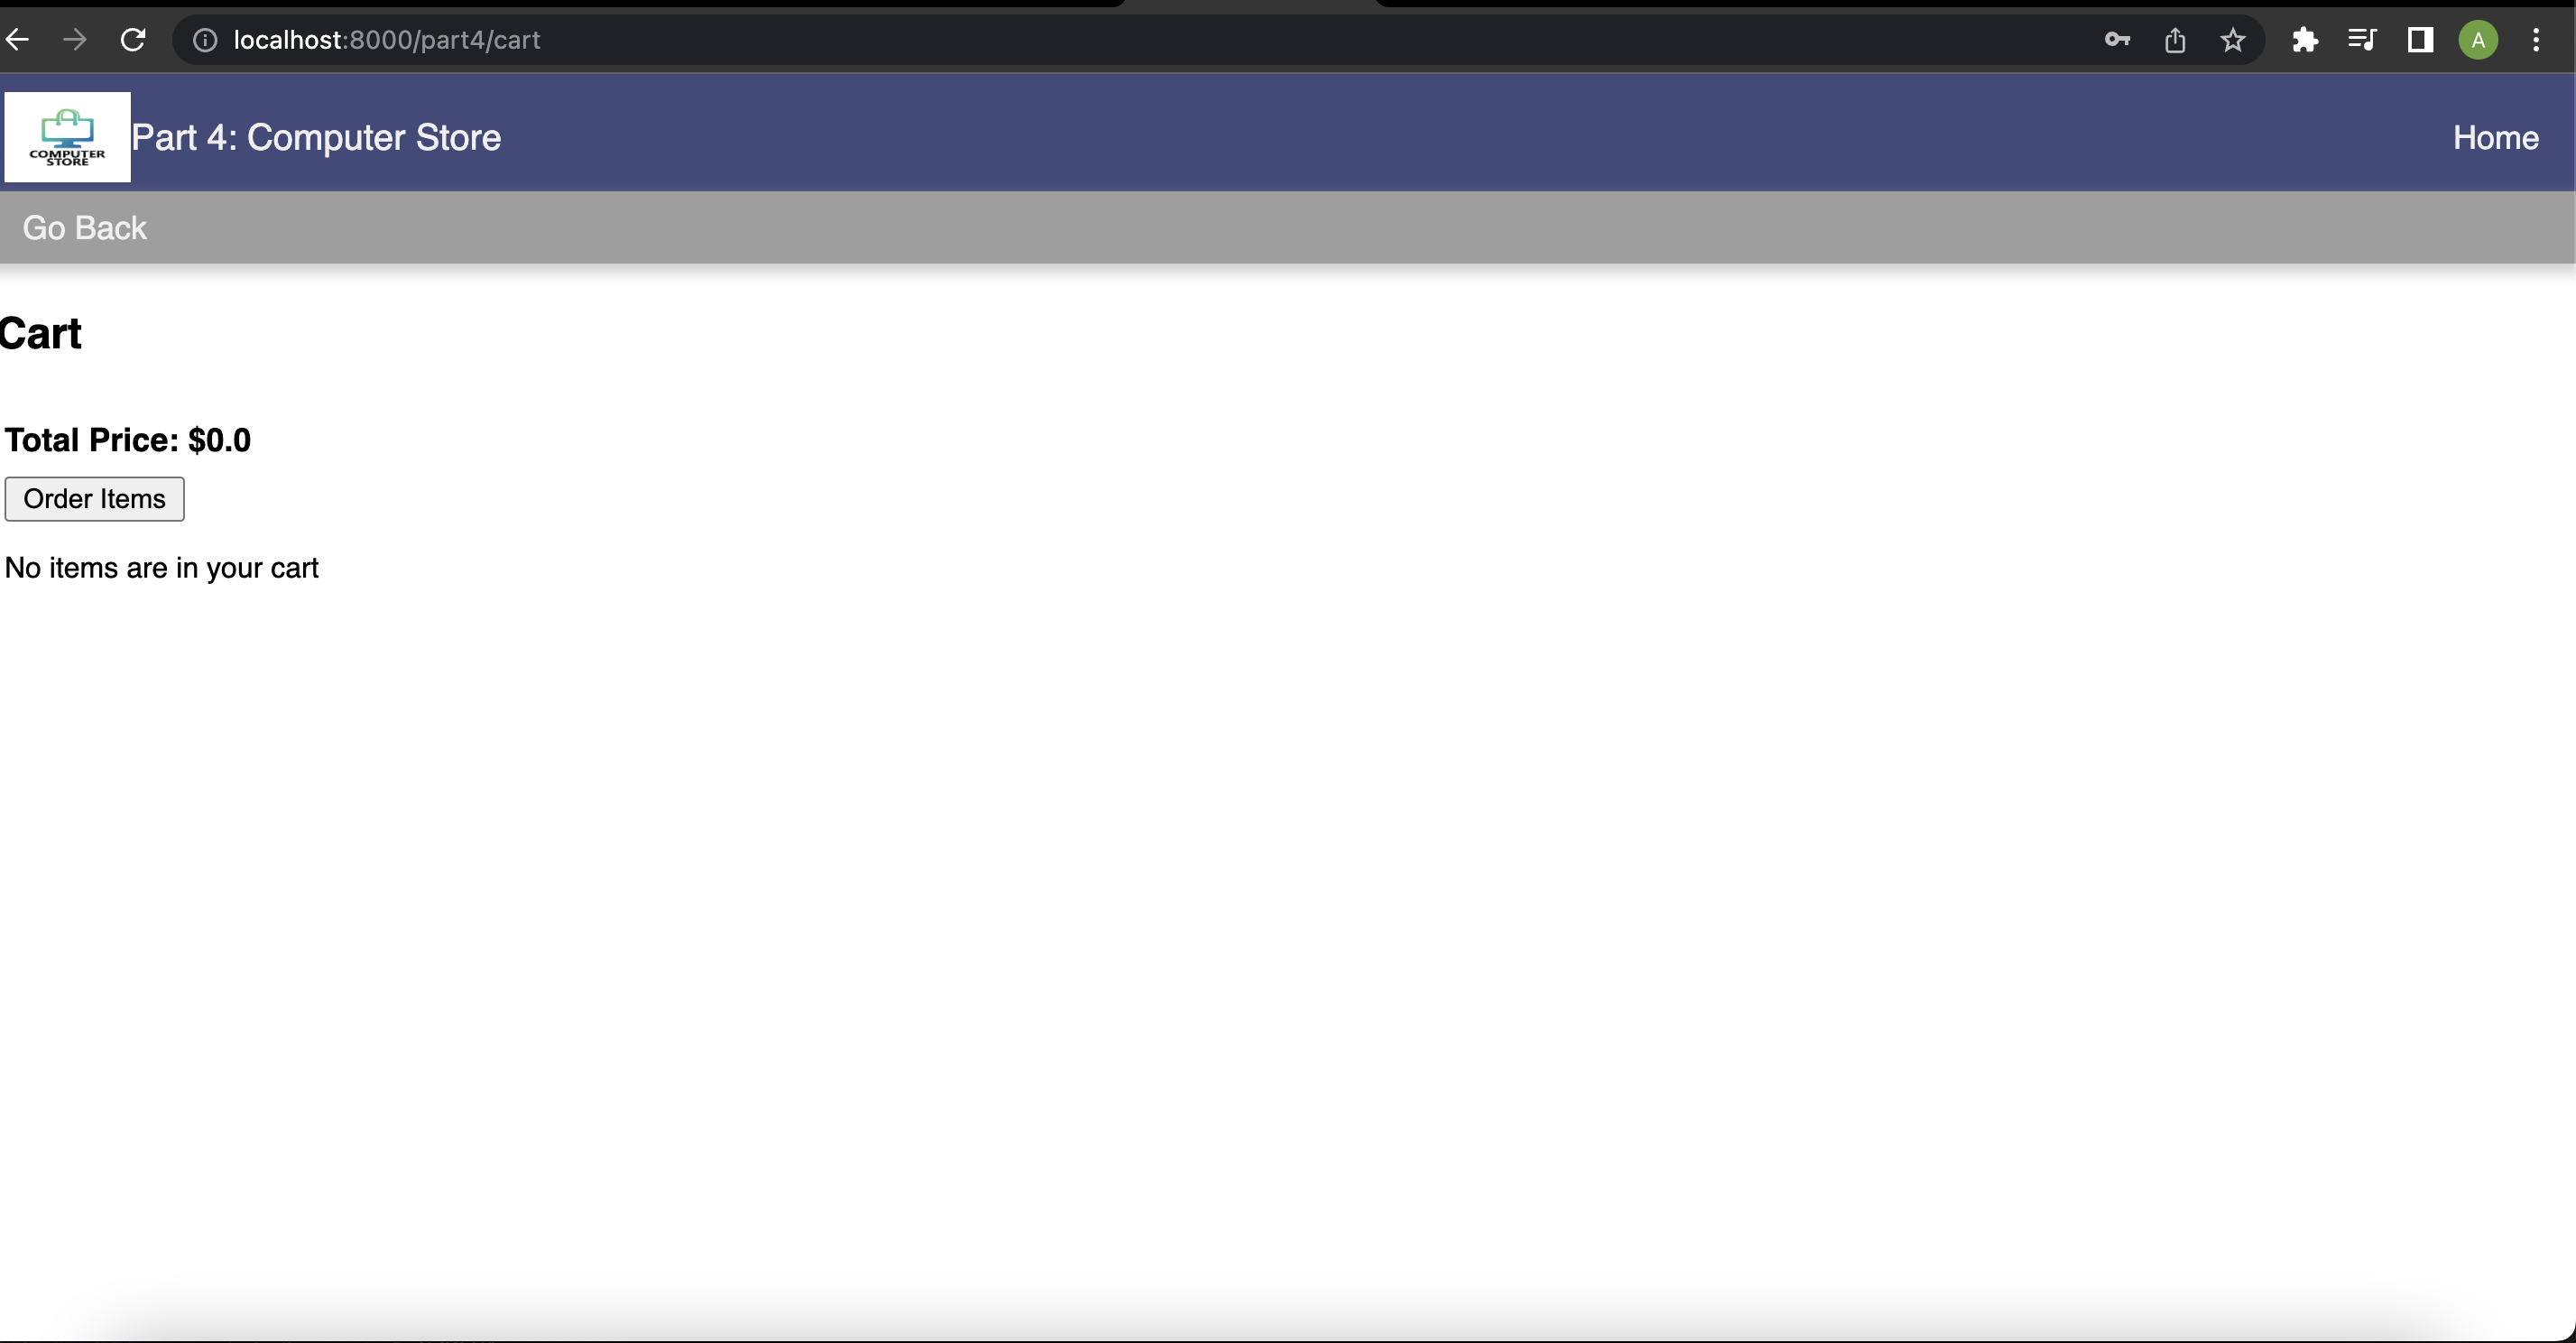 localhost:8000/part4/cart
A
COMPUTER
STORE
Part 4: Computer Store
Home
Go Back
Cart
Total Price: $0.0
Order Items
No items are in your cart